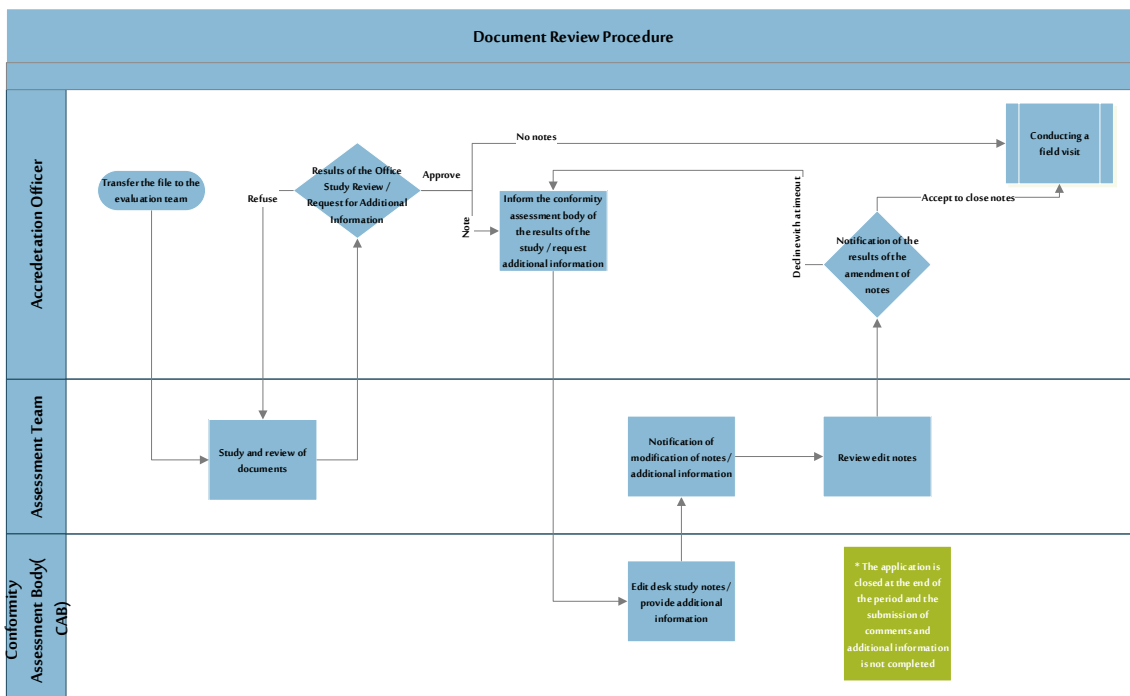 Document Review Procedure
Accredetation Officer
Transfer the file to the
evaluation team
Refuse
Results of the Office
Study Review /
Request for Additional
Information
Approve
No notes
Note
Inform the conformity
assessment body of
the results of the
study / request
additional information
Decline with a timeout
Notification of the
results of the
amendment of
notes
Accept to close notes
Conducting a
field visit
Assessment Team
Study and review of
documents
Notification of
modification of notes /
additional information
Review edit notes
Conformity
Assessment Body(
CAB)
Edit desk study notes /
provide additional
information
* The application is
closed at the end of
the period and the
submission of
comments and
additional information
is not completed